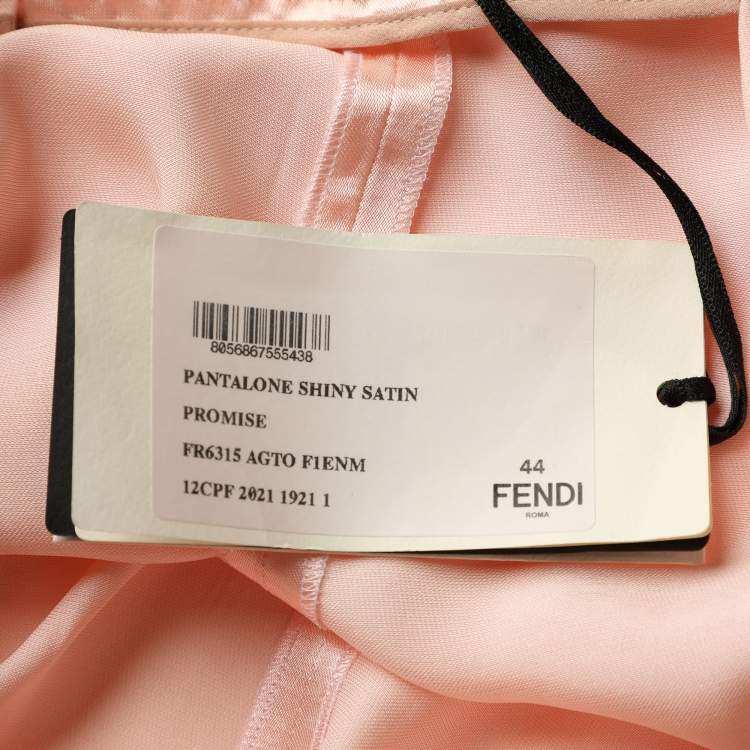 8056867555438
PANTALONE SHINY SATIN
PROMISE
FR6315 AGTO F1ENM
12CPF 2021 1921 1
44
FENDI
ROMA